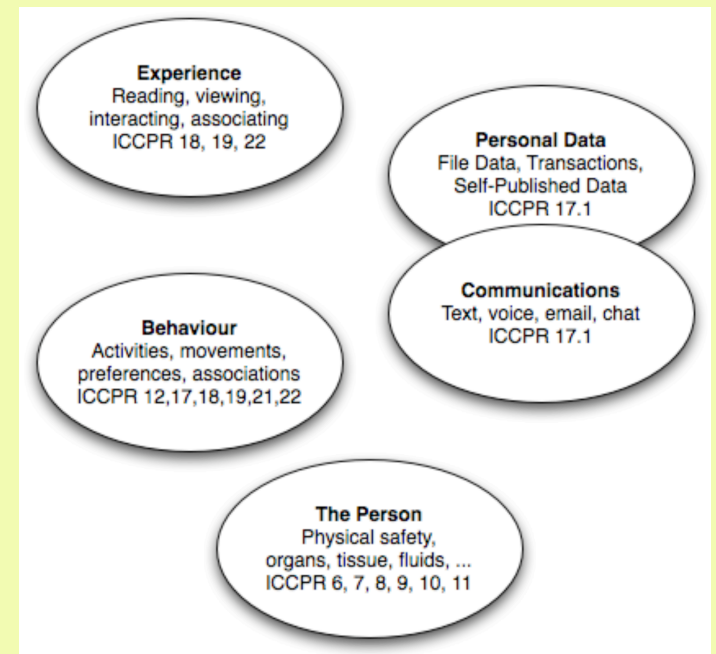 Experience
Reading, viewing,
interacting, associating
ICCPR 18, 19, 22
Personal Data
File Data, Transactions,
Self-Published Data
ICCPR 17.1
Communications
Text, voice, email, chat
ICCPR 17.1
Behaviour
Activities, movements,
preferences, associations
ICCPR 12,17,18,19,21,22
The Person
Physical safety,
organs, tissue, fluids, ...
ICCPR 6, 7, 8, 9, 10, 11